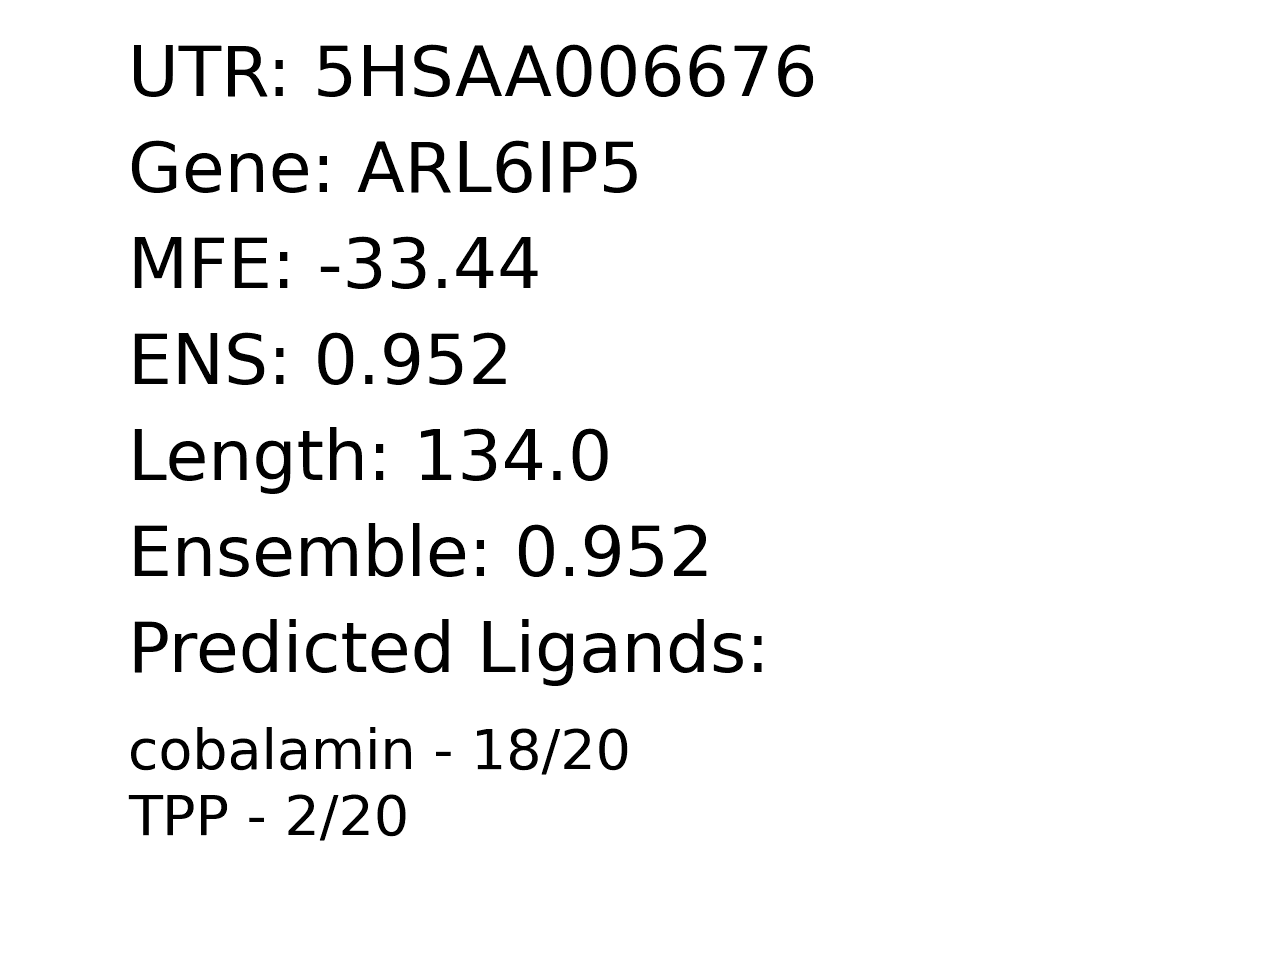 UTR: 5HSAA006676
Gene: ARL6IP5
MFE: -33.44
ENS: 0.952
Length: 134.0
Ensemble: 0.952
Predicted Ligands:
cobalamin - 18/20
TPP - 2/20